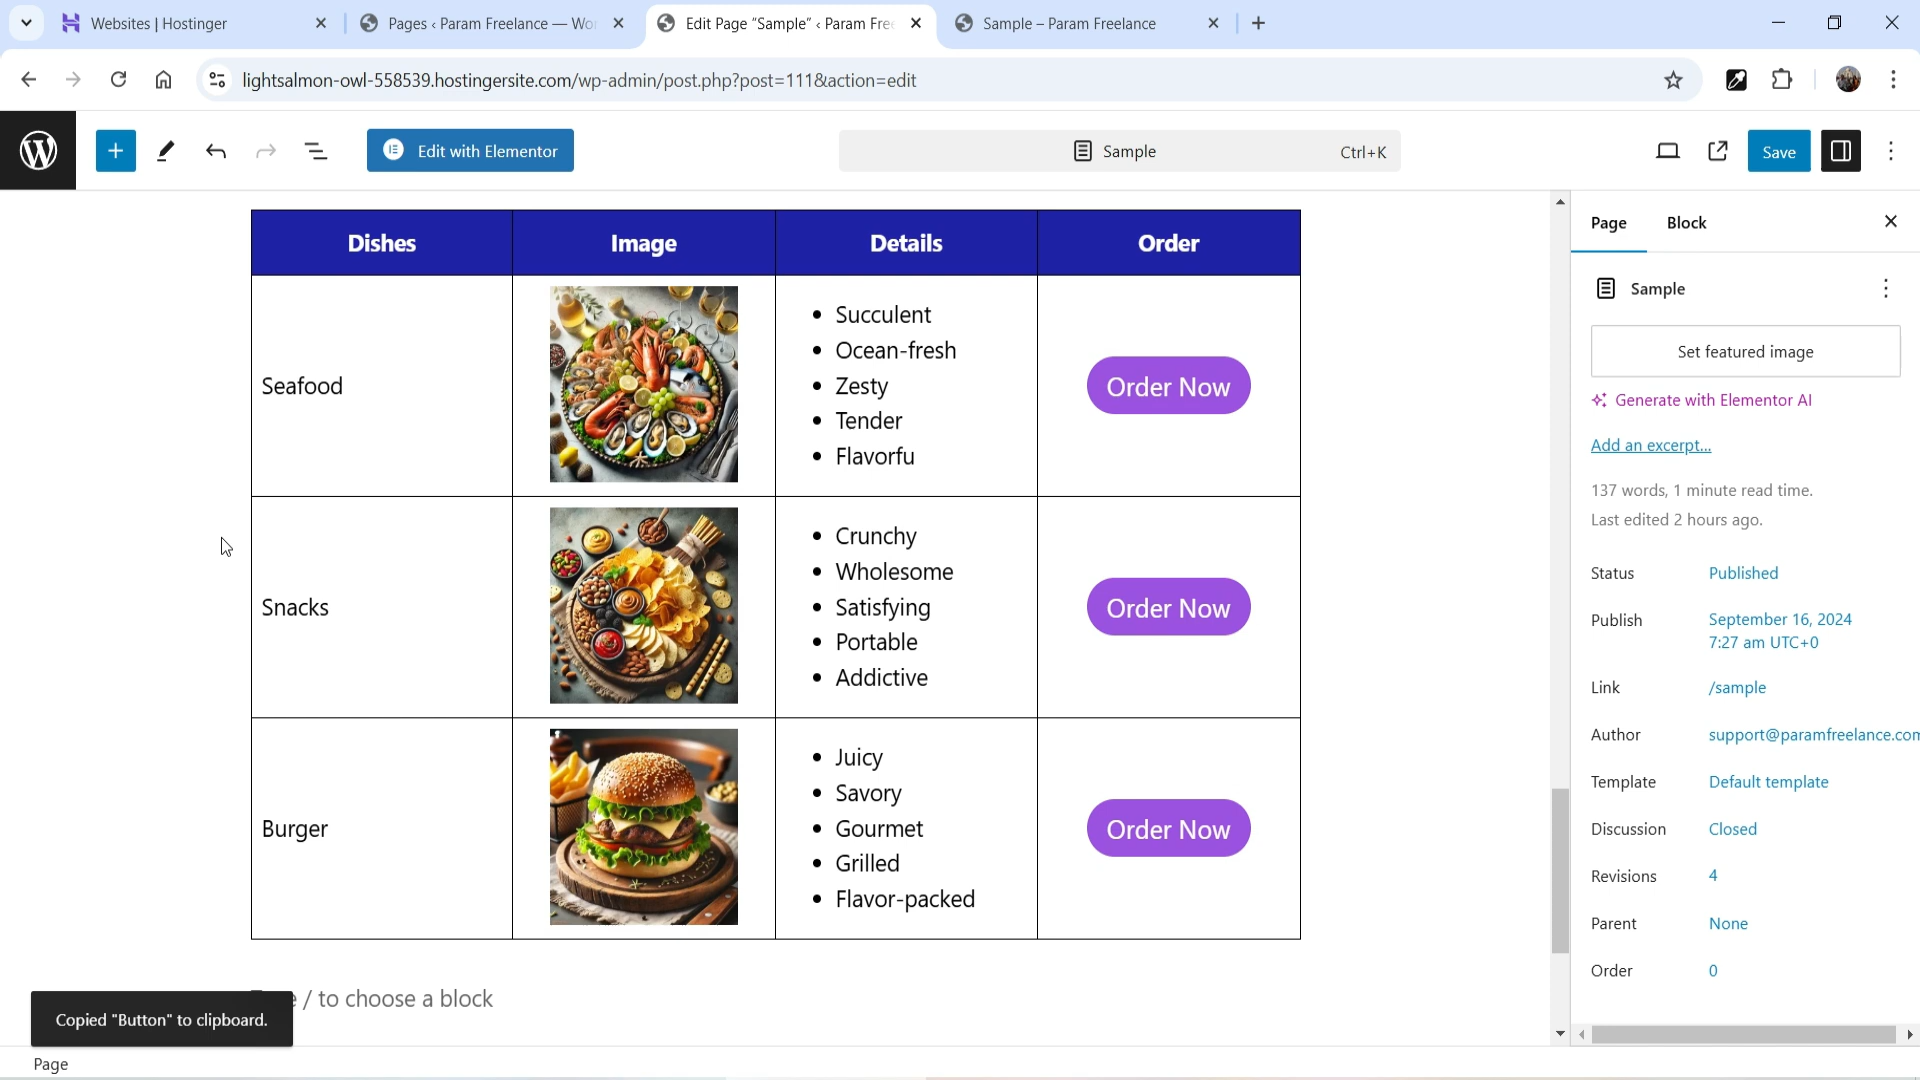 Websites | Hostinger
Pages ‹ Param Freelance — Wo
Edit Page "Sample" ‹ Param Free
Sample – Param Freelance
lightsalmon-owl-558539.hostingersite.com/wp-admin/post.php?post=111&action=edit
Edit with Elementor
Sample
Ctrl+K
Save
Dishes Image Details Order
Seafood
Succulent
Ocean-fresh
Zesty
Tender
Flavorfu
Order Now
Snacks
Crunchy
Wholesome
Satisfying
Portable
Addictive
Order Now
Burger
Juicy
Savory
Gourmet
Grilled
Flavor-packed
Order Now
e / to choose a block
Copied "Button" to clipboard.
Page
Page Block
Sample
Set featured image
Generate with Elementor AI
Add an excerpt...
137 words, 1 minute read time.
Last edited 2 hours ago.
Status Published
Publish September 16, 2024
7:27 am UTC+0
Link /sample
Author support@paramfreelance.com
Template Default template
Discussion Closed
Revisions 4
Parent None
Order 0